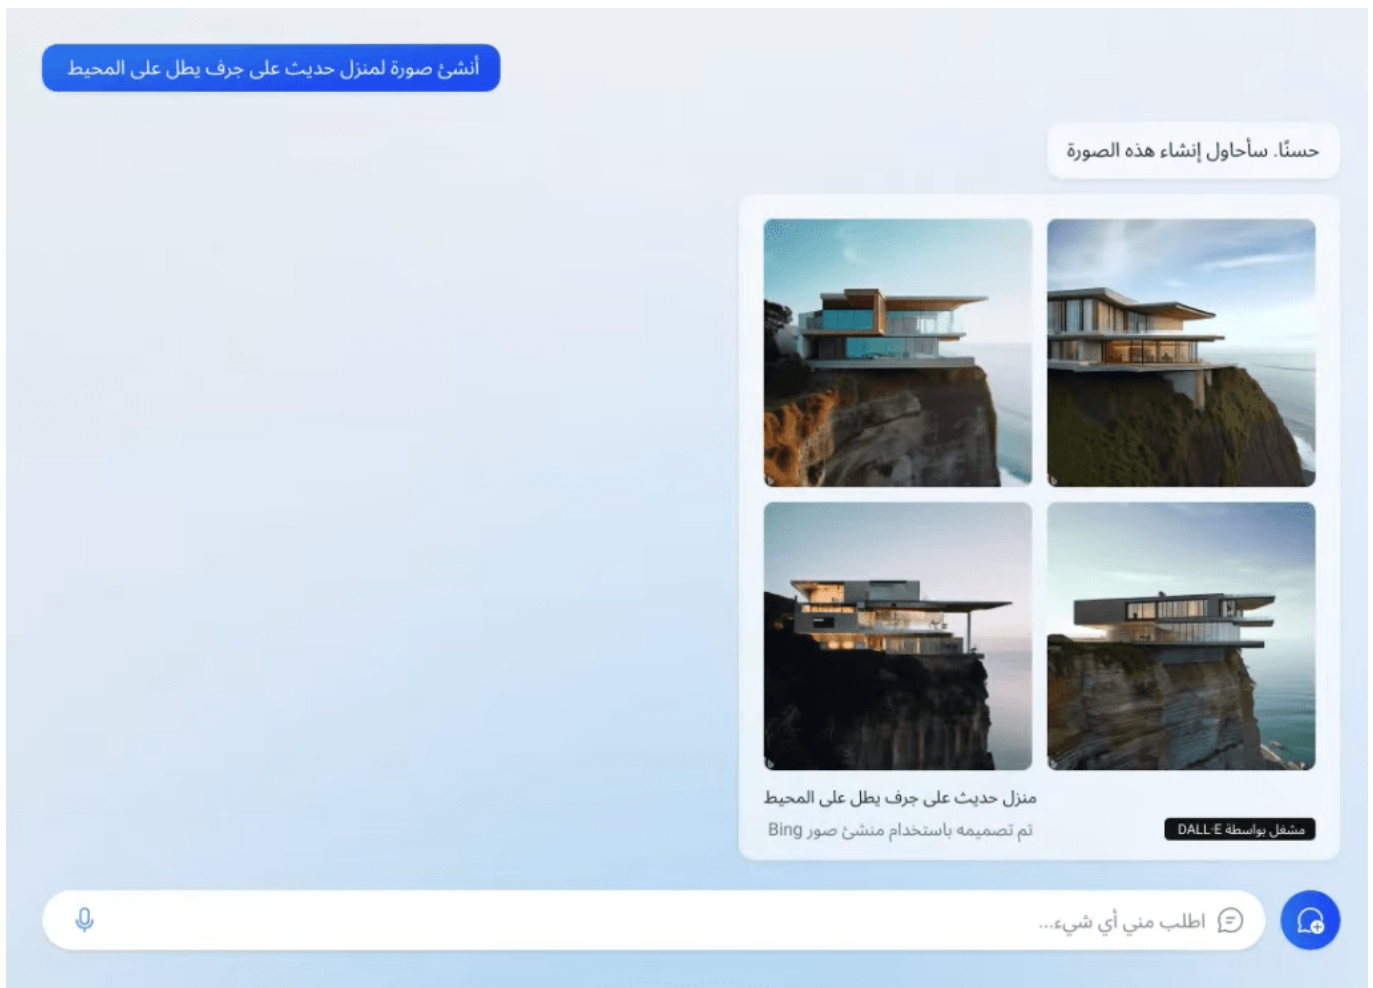 أنشئ صورة لمنزل حديث على جرف يطل على المحيط
حسنًا. سأحاول إنشاء هذه الصورة
منزل حديث على جرف يطل على المحيط
تم تصميمه باستخدام منشئ صور Bing
مشغل بواسطة DALL·E
اطلب مني أي شيء...